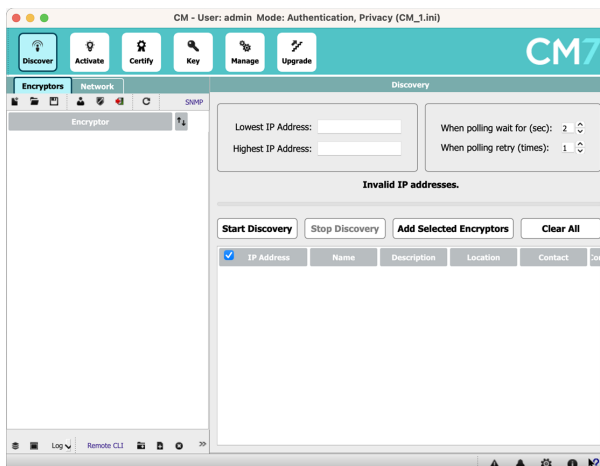 CM - User: admin Mode: Authentication, Privacy (CM_1.ini)
Discover Activate Certify Key Manage Upgrade CM7
Encryptors Network
Discovery
SNMP
Encryptor
Lowest IP Address:
When polling wait for (sec): 2
Highest IP Address:
When polling retry (times): 1
Invalid IP addresses.
Start Discovery Stop Discovery Add Selected Encryptors Clear All
IP Address Name Description Location Contact
Log Remote CLI